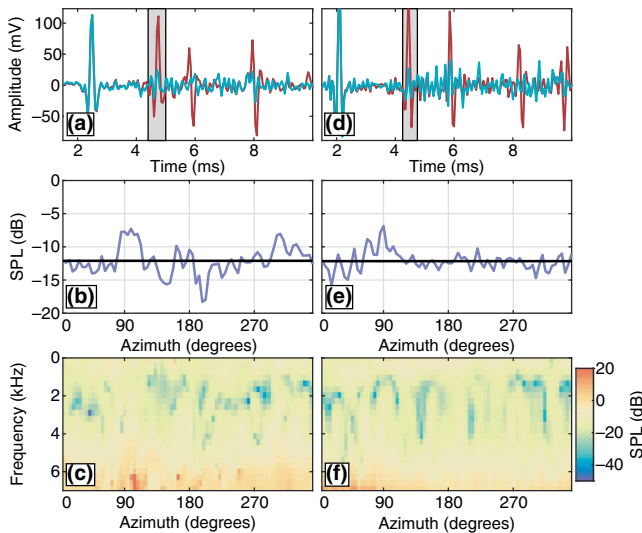 100
50
0
−50
Amplitude (mV)
(a)
(d)
2 4 6 8
2 4 6 8
Time (ms)
Time (ms)
0
−5
−10
−15
−20
SPL (dB)
(b)
(e)
0 90 180 270
0 90 180 270
Azimuth (degrees)
Azimuth (degrees)
0
2
4
6
Frequency (kHz)
(c)
(f)
0 90 180 270
0 90 180 270
Azimuth (degrees)
Azimuth (degrees)
20
0
−20
−40
SPL (dB)